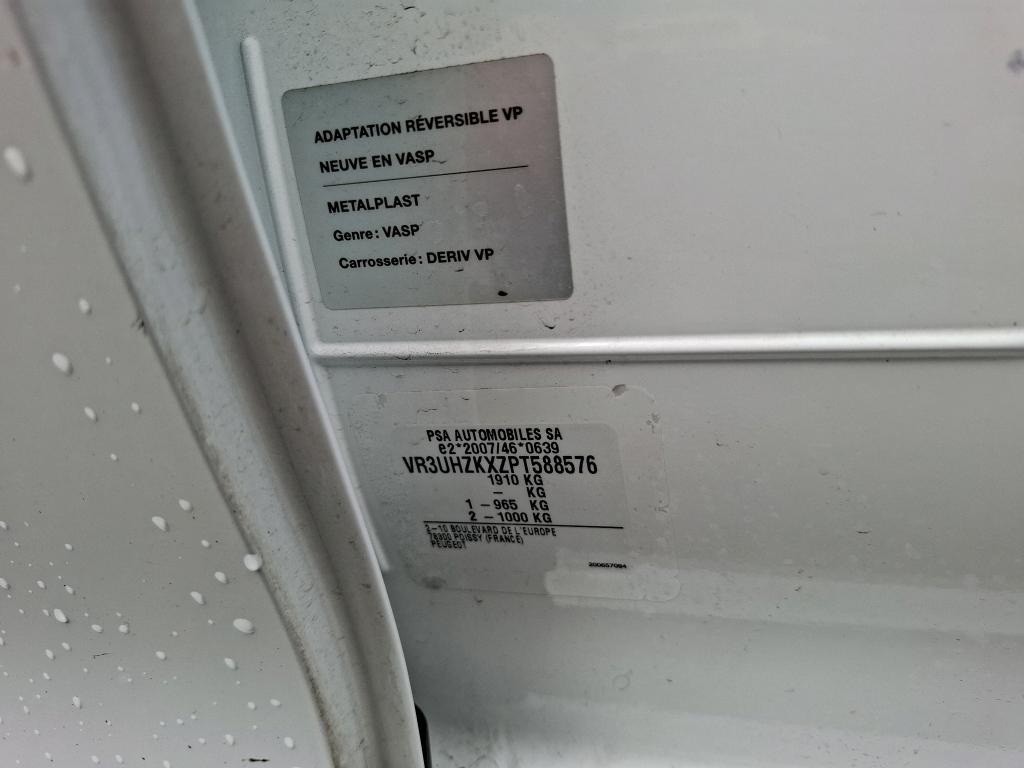 ADAPTATION RÉVERSIBLE VP
NEUVE EN VASP
METALPLAST
Genre: VASP
Carrosserie: DERIV VP
PSA AUTOMOBILES SA
e2*2007/46*0639
VR3UHZKXZPT588576
1910 KG
– KG
1 – 965 KG
2 – 1000 KG
2–10 BOULEVARD DE L'EUROPE
78300 POISSY (FRANCE)
PEUGEOT
200657084